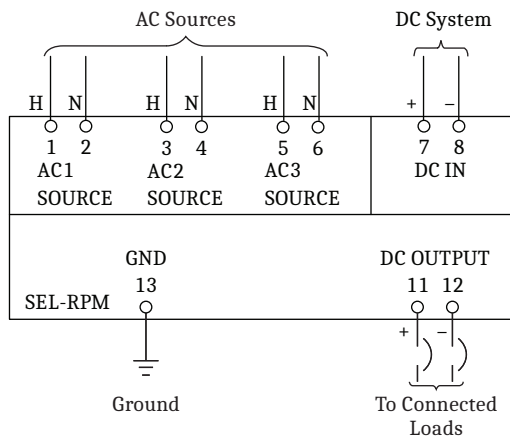 AC Sources DC System
H N H N H N + –
1 2 3 4 5 6 7 8
AC1 AC2 AC3 DC IN
SOURCE SOURCE SOURCE
GND DC OUTPUT
13 11 12
SEL-RPM
+ –
Ground To Connected
Loads